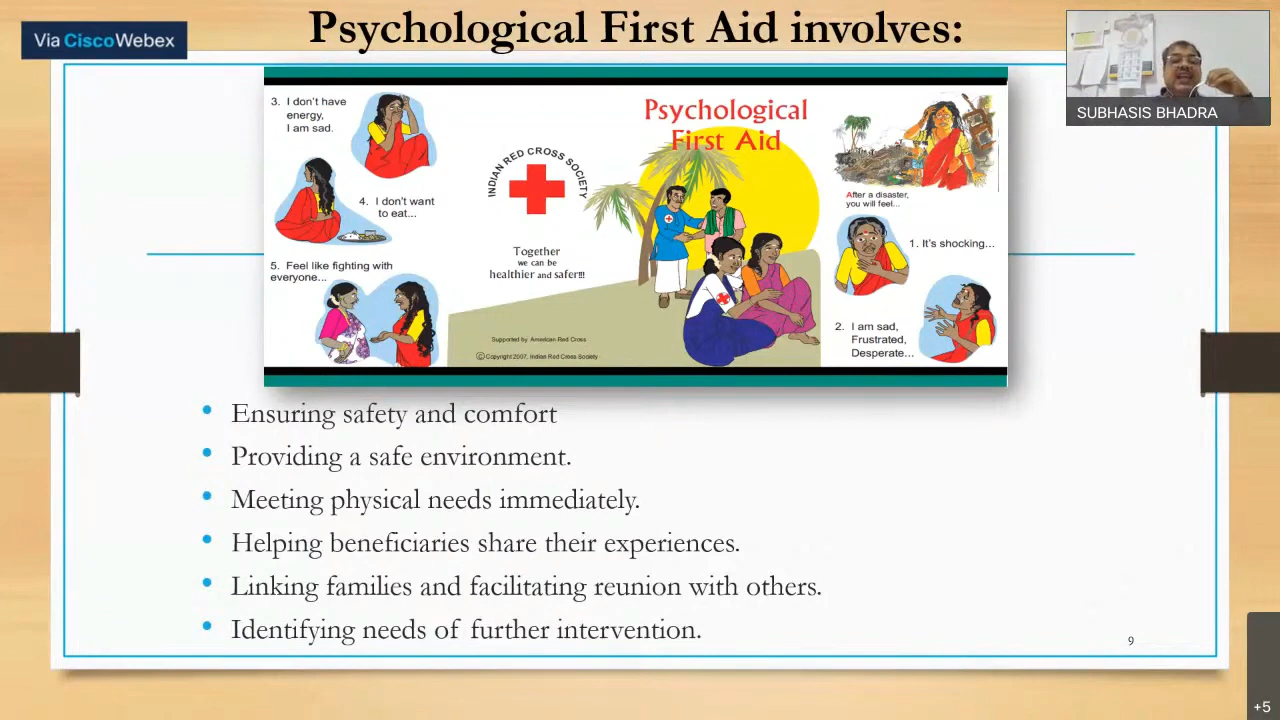 Psychological First Aid involves:
Via Cisco Webex
SUBHASIS BHADRA
3. I don't have
energy,
I am sad.
4. I don't want
to eat...
5. Feel like fighting with
everyone...
INDIAN RED CROSS SOCIETY
Together
we can be
healthier and safer!!!
Supported by American Red Cross
© Copyright 2007, Indian Red Cross Society
Psychological
First Aid
After a disaster,
you will feel...
1. It's shocking...
2. I am sad,
Frustrated,
Desperate...
• Ensuring safety and comfort
• Providing a safe environment.
• Meeting physical needs immediately.
• Helping beneficiaries share their experiences.
• Linking families and facilitating reunion with others.
• Identifying needs of further intervention.
9
+5